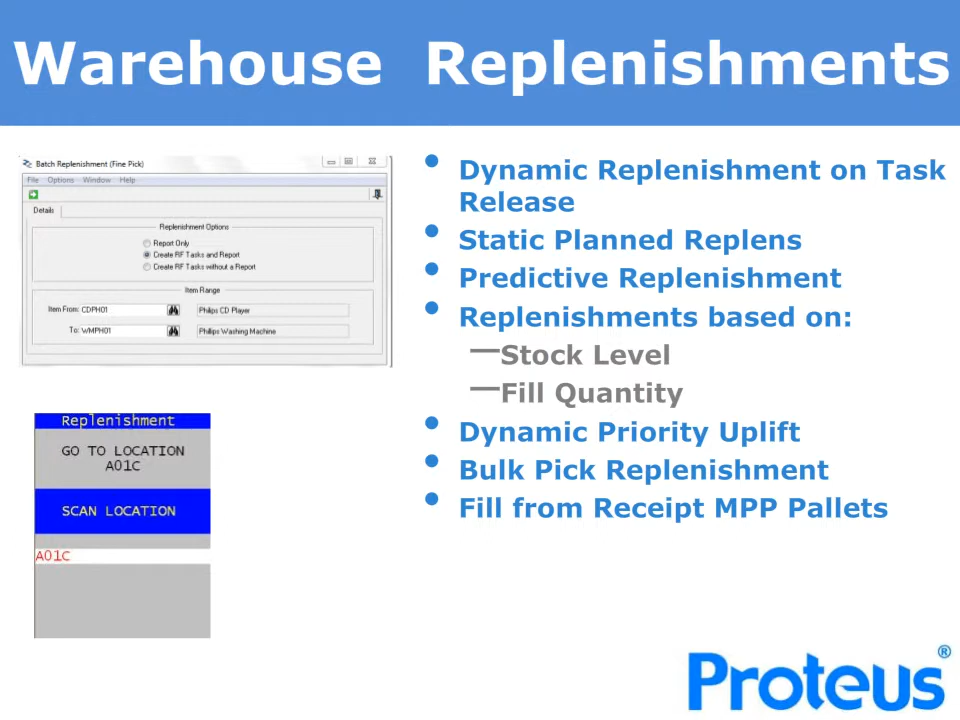 Warehouse Replenishments
Batch Replenishment (Fine Pick)
File Options Window Help
Details
Replenishment Options
Report Only
Create RF Tasks and Report
Create RF Tasks without a Report
Item Range
Item From: CDPH01 Philips CD Player
To: WMPH01 Phillips Washing Machine
Replenishment
GO TO LOCATION
A01C
SCAN LOCATION
A01C
• Dynamic Replenishment on Task
Release
• Static Planned Replens
• Predictive Replenishment
• Replenishments based on:
—Stock Level
—Fill Quantity
• Dynamic Priority Uplift
• Bulk Pick Replenishment
• Fill from Receipt MPP Pallets
Proteus®